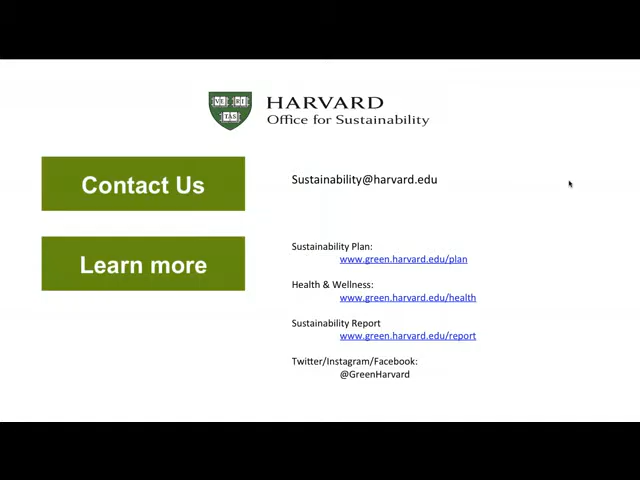 VE RI
TAS
HARVARD
Office for Sustainability
Contact Us
Sustainability@harvard.edu
Learn more
Sustainability Plan:
www.green.harvard.edu/plan
Health & Wellness:
www.green.harvard.edu/health
Sustainability Report
www.green.harvard.edu/report
Twitter/Instagram/Facebook:
@GreenHarvard